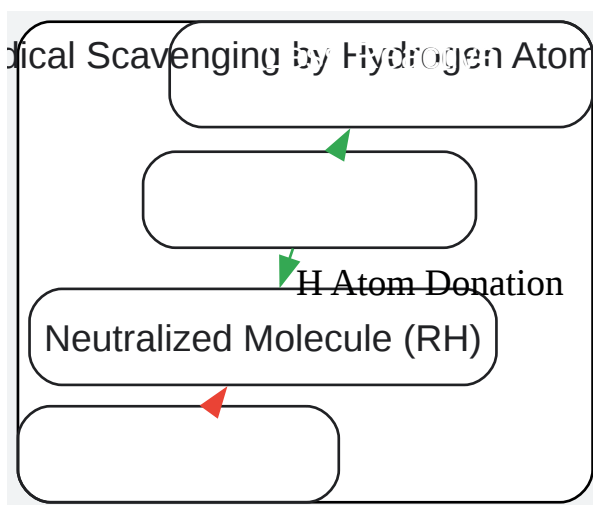 dical Scavenging by Hydrogen Atom
H Atom Donation
Neutralized Molecule (RH)